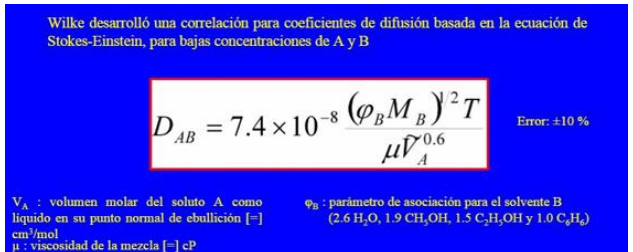 Wilke desarrolló una correlación para coeficientes de difusión basada en la ecuación de
Stokes-Einstein, para bajas concentraciones de A y B
D_AB = 7.4×10^-8 (φ_B M_B)^1/2 T / μṼ_A^0.6
Error: ±10 %
V_A : volumen molar del soluto A como
líquido en su punto normal de ebullición [=]
cm³/mol
μ : viscosidad de la mezcla [=] cP
φ_B : parámetro de asociación para el solvente B
(2.6 H₂O, 1.9 CH₃OH, 1.5 C₂H₅OH y 1.0 C₆H₆)